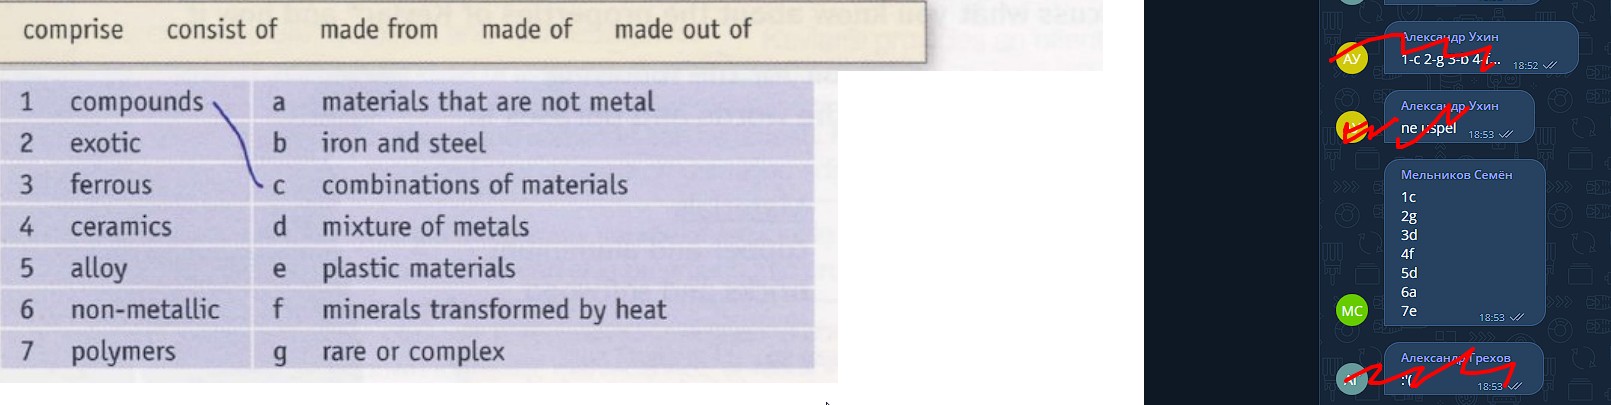 comprise consist of made from made of made out of
1 compounds a materials that are not metal
2 exotic b iron and steel
3 ferrous c combinations of materials
4 ceramics d mixture of metals
5 alloy e plastic materials
6 non-metallic f minerals transformed by heat
7 polymers g rare or complex
Александр Ухин
АУ
1-c 2-g 3-b 4-f...
18:52
Александр Ухин
ne uspel
18:53
Мельников Семён
1c
2g
3d
4f
5d
6a
7e
МС
18:53
Александр Грехов
АГ
:'(
18:53